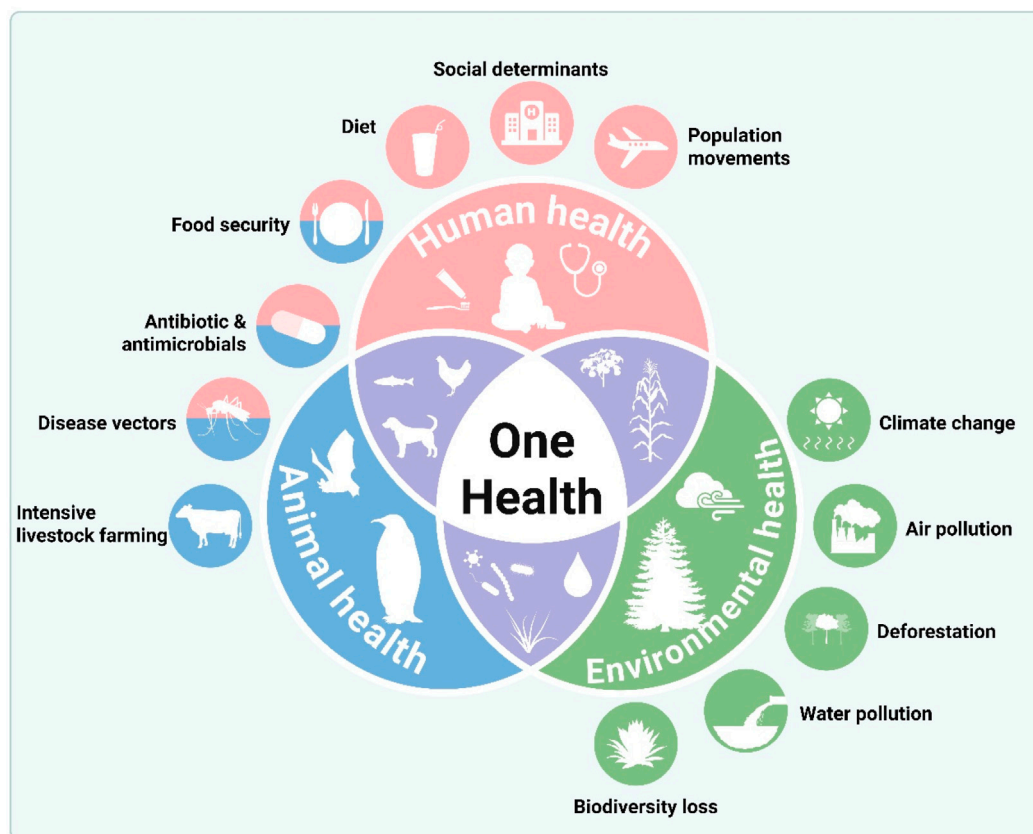 Social determinants
Diet
Population
movements
Food security
Human health
Antibiotic &
antimicrobials
Disease vectors
Climate change
One
Health
Intensive
livestock farming
Animal health
Environmental health
Air pollution
Deforestation
Water pollution
Biodiversity loss
H